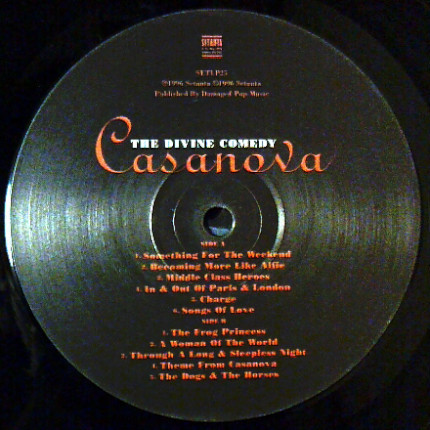 SETANTA
SETLP25
℗1996 Setanta ©1996 Setanta
Published By Damaged Pop Music
THE DIVINE COMEDY
Casanova
SIDE A
1. Something For The Weekend
2. Becoming More Like Alfie
3. Middle Class Heroes
4. In & Out Of Paris & London
5. Charge
6. Songs Of Love
SIDE B
1. The Frog Princess
2. A Woman Of The World
3. Through A Long & Sleepless Night
4. Theme From Casanova
5. The Dogs & The Horses